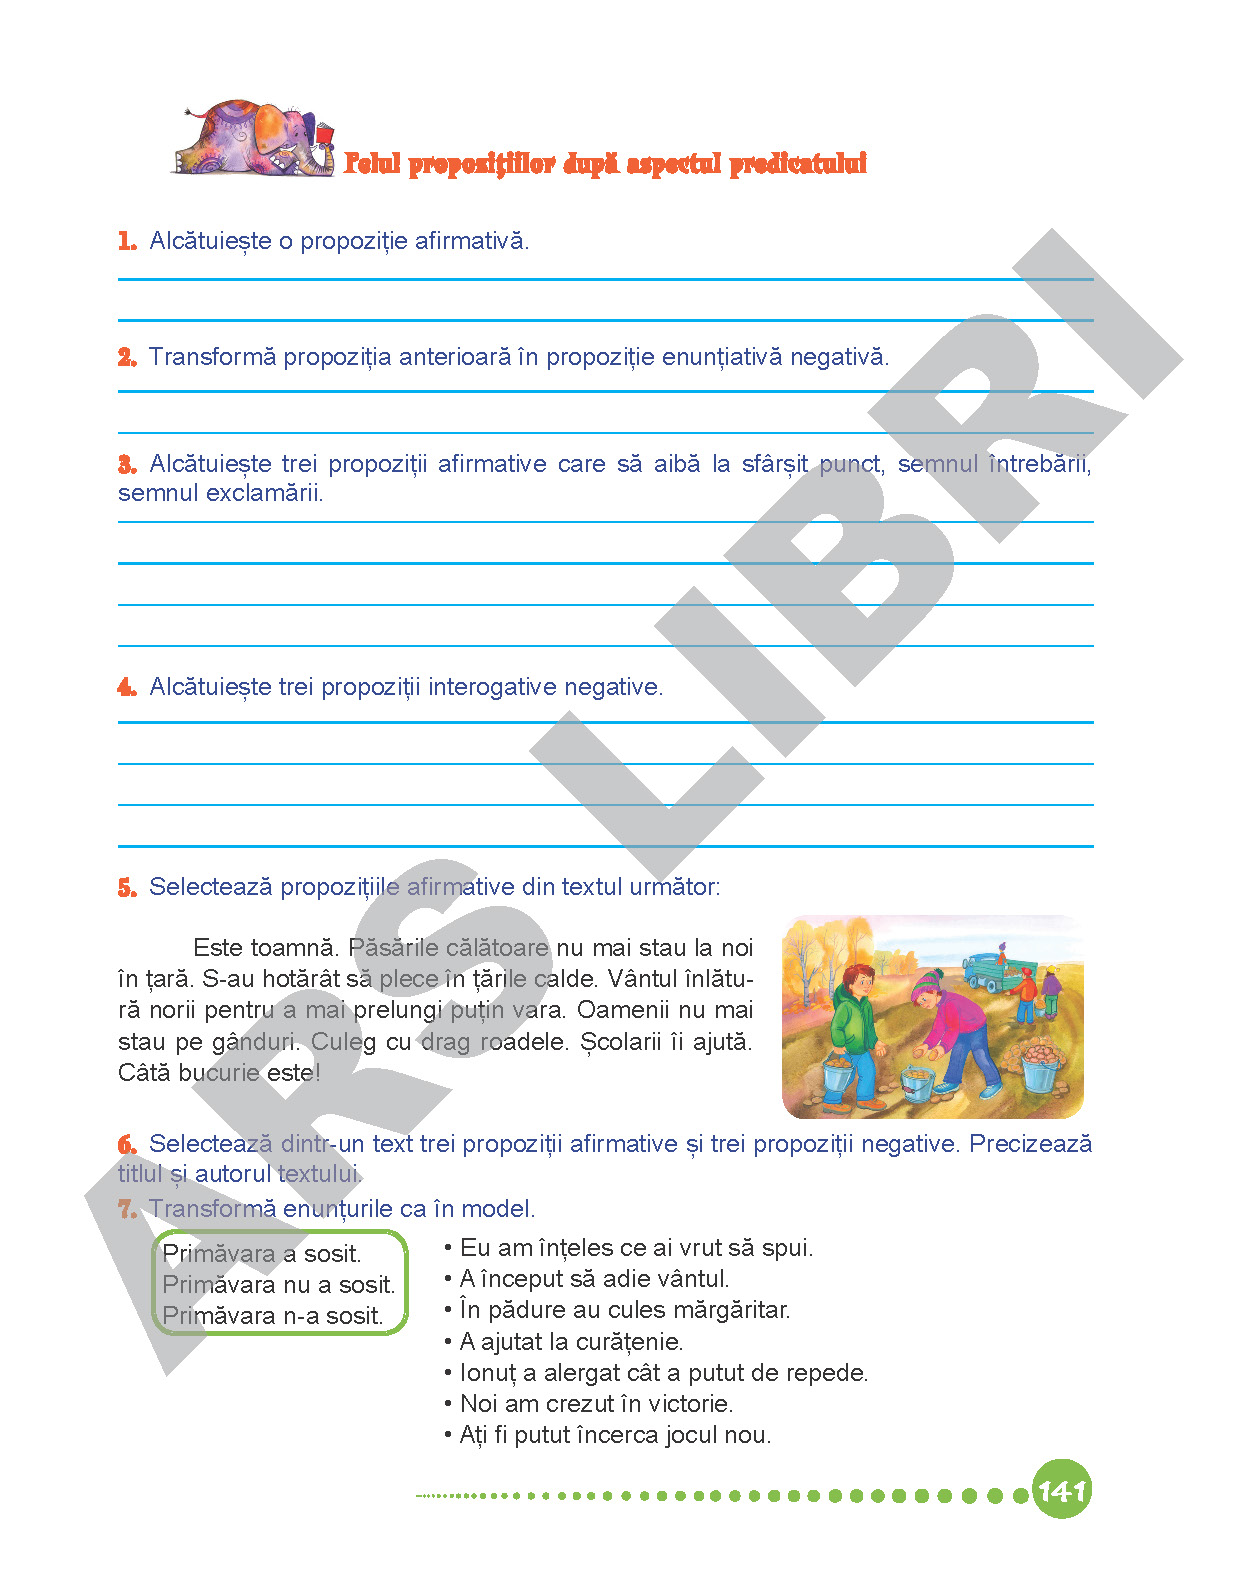 Felul propozițiilor după aspectul predicatului
1. Alcătuiește o propoziție afirmativă.
2. Transformă propoziția anterioară în propoziție enunțiativă negativă.
3. Alcătuiește trei propoziții afirmative care să aibă la sfârșit punct, semnul întrebării,
semnul exclamării.
4. Alcătuiește trei propoziții interogative negative.
5. Selectează propozițiile afirmative din textul următor:
Este toamnă. Păsările călătoare nu mai stau la noi
în țară. S-au hotărât să plece în țările calde. Vântul înlătu-
ră norii pentru a mai prelungi puțin vara. Oamenii nu mai
stau pe gânduri. Culeg cu drag roadele. Școlarii îi ajută.
Câtă bucurie este!
6. Selectează dintr-un text trei propoziții afirmative și trei propoziții negative. Precizează
titlul și autorul textului.
7. Transformă enunțurile ca în model.
Primăvara a sosit.
Primăvara nu a sosit.
Primăvara n-a sosit.
• Eu am înțeles ce ai vrut să spui.
• A început să adie vântul.
• În pădure au cules mărgăritar.
• A ajutat la curățenie.
• Ionuț a alergat cât a putut de repede.
• Noi am crezut în victorie.
• Ați fi putut încerca jocul nou.
141
ARS LIBRI